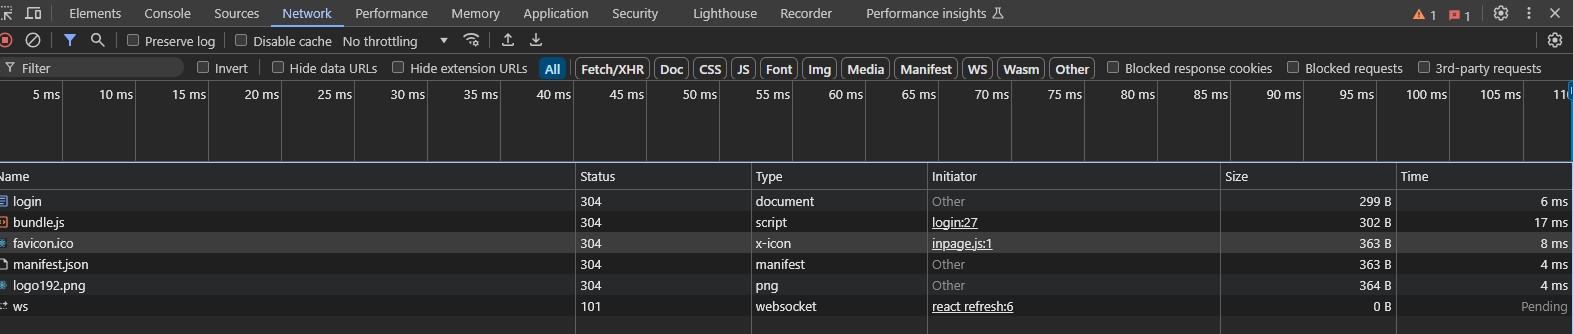 Elements Console Sources Network Performance Memory Application Security Lighthouse Recorder Performance insights 1 1
Preserve log Disable cache No throttling
Filter Invert Hide data URLs Hide extension URLs All Fetch/XHR Doc CSS JS Font Img Media Manifest WS Wasm Other Blocked response cookies Blocked requests 3rd-party requests
5 ms 10 ms 15 ms 20 ms 25 ms 30 ms 35 ms 40 ms 45 ms 50 ms 55 ms 60 ms 65 ms 70 ms 75 ms 80 ms 85 ms 90 ms 95 ms 100 ms 105 ms 110
Name Status Type Initiator Size Time
login 304 document Other 299 B 6 ms
bundle.js 304 script login:27 302 B 17 ms
favicon.ico 304 x-icon inpage.js:1 363 B 8 ms
manifest.json 304 manifest Other 363 B 4 ms
logo192.png 304 png Other 364 B 4 ms
ws 101 websocket react refresh:6 0 B Pending